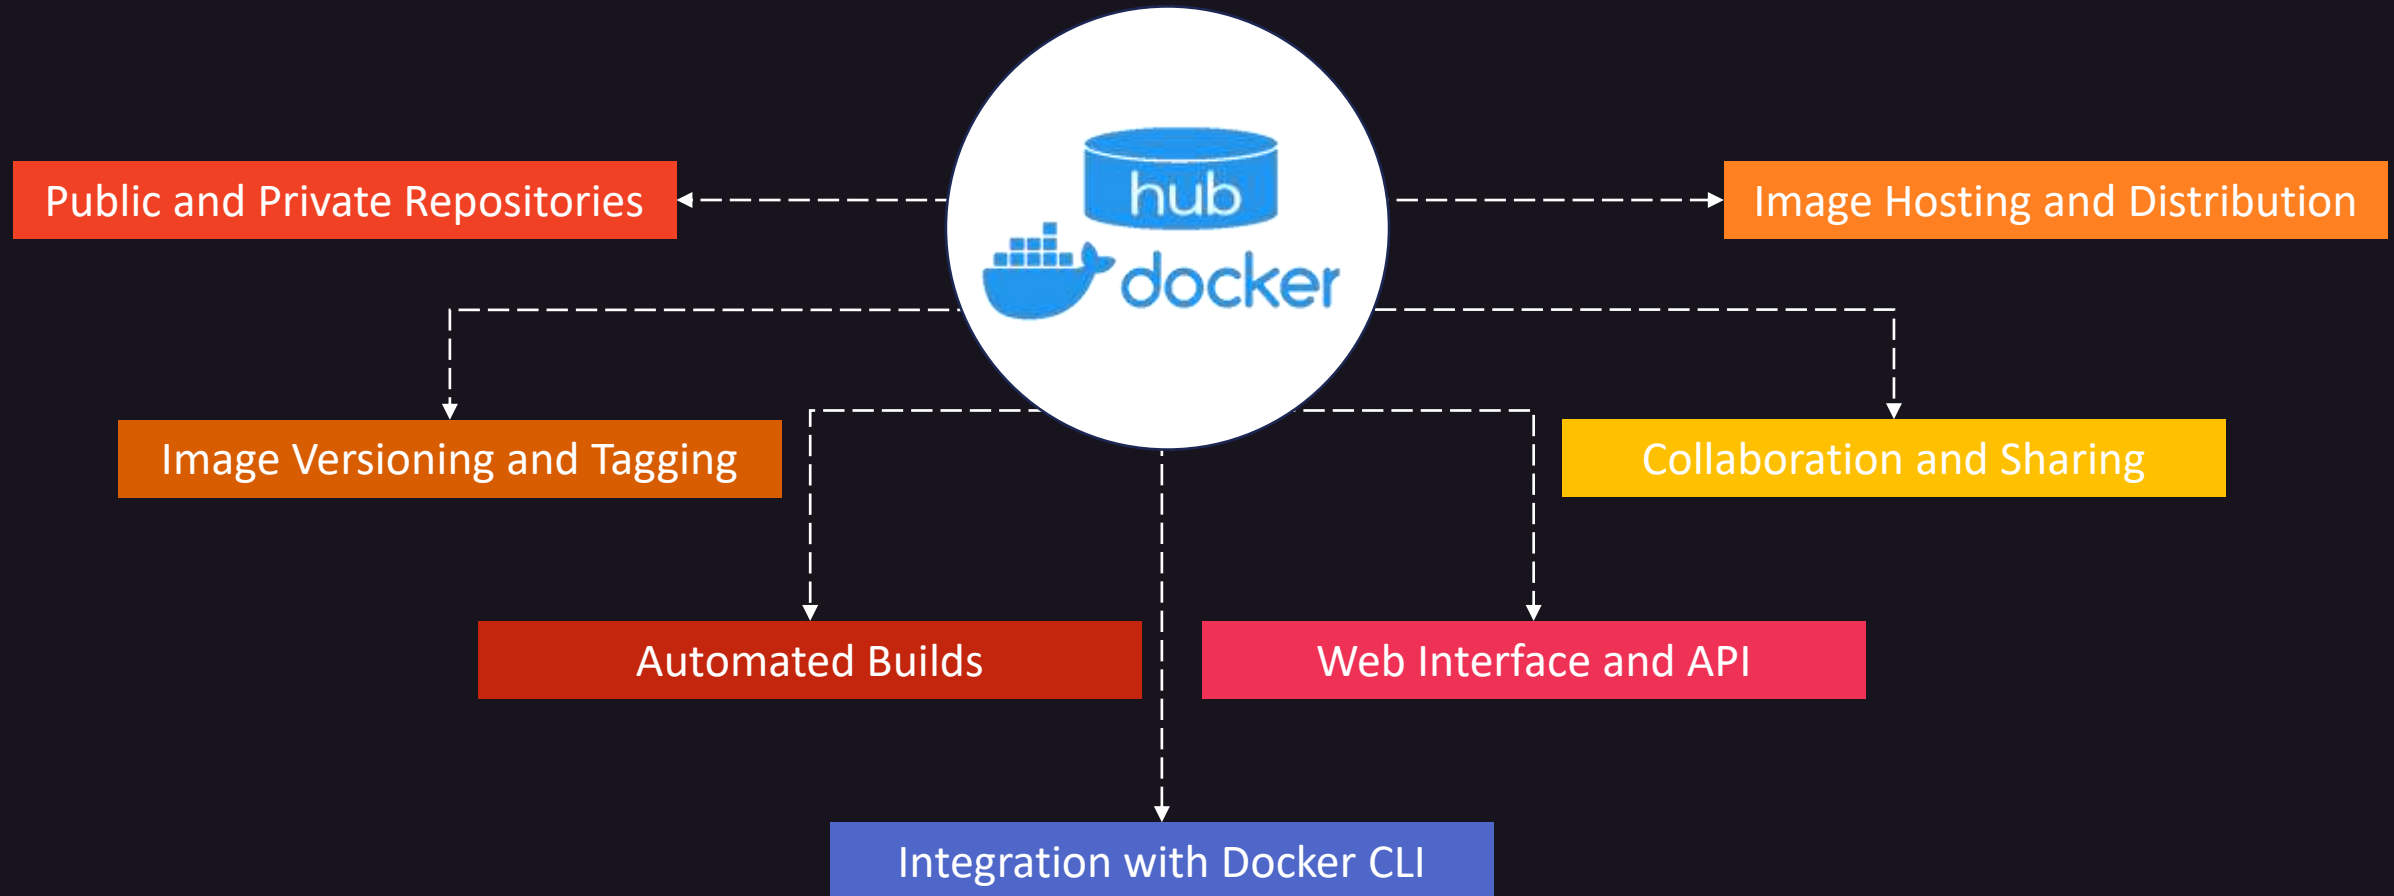 hub
docker
Public and Private Repositories
Image Hosting and Distribution
Image Versioning and Tagging
Collaboration and Sharing
Automated Builds
Web Interface and API
Integration with Docker CLI